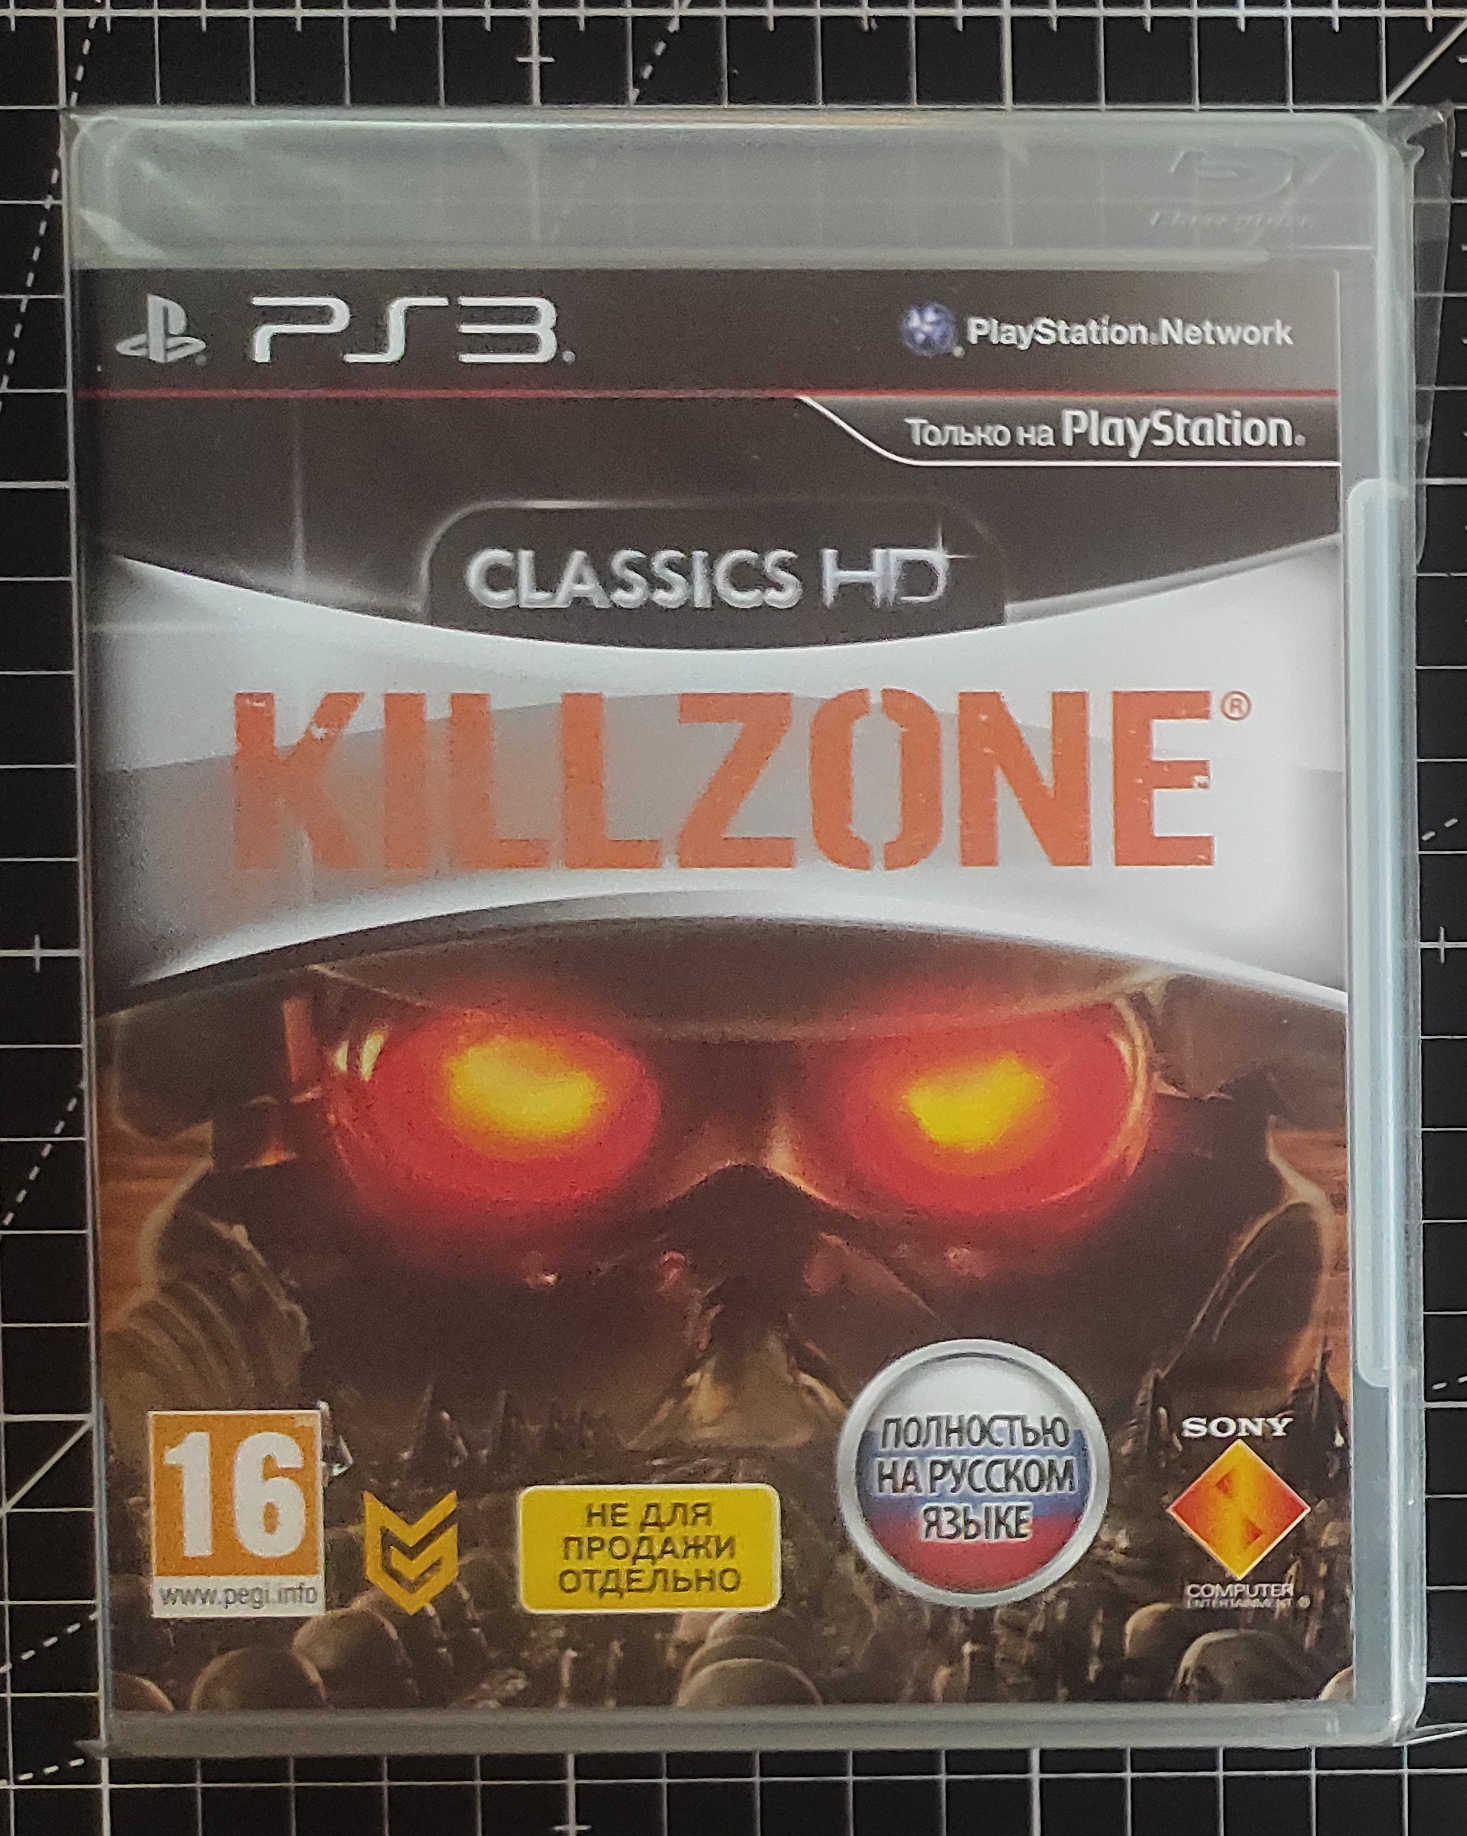 PS3
PlayStation®Network
Только на PlayStation®
CLASSICS HD
KILLZONE®
16
www.pegi.info
НЕ ДЛЯ
ПРОДАЖИ
ОТДЕЛЬНО
ПОЛНОСТЬЮ
НА РУССКОМ
ЯЗЫКЕ
SONY
COMPUTER
ENTERTAINMENT®